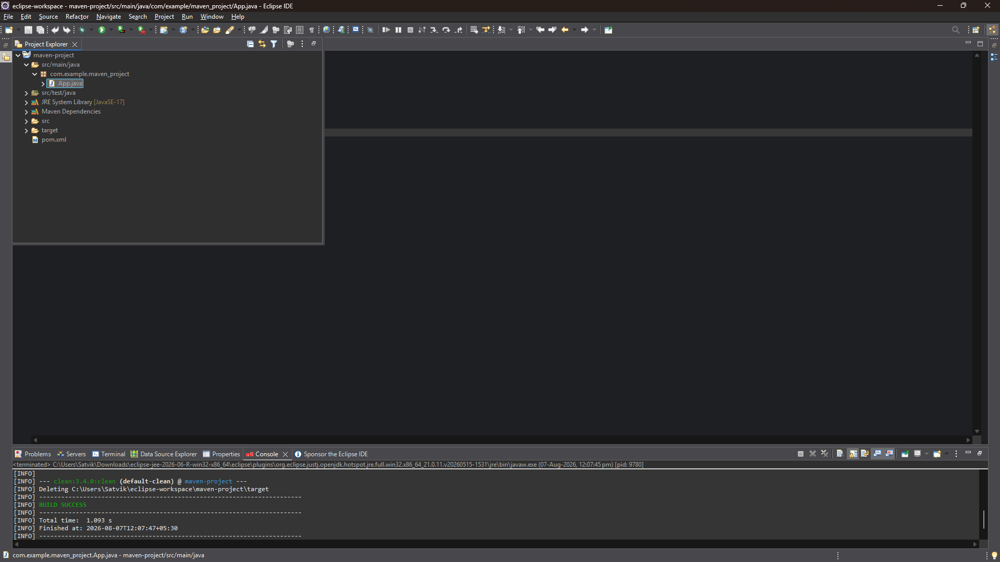 eclipse-workspace - maven-project/src/main/java/com/example/maven_project/App.java - Eclipse IDE
File Edit Source Refactor Navigate Search Project Run Window Help
Project Explorer
maven-project
src/main/java
com.example.maven_project
App.java
src/test/java
JRE System Library [JavaSE-17]
Maven Dependencies
src
target
pom.xml
Problems Servers Terminal Data Source Explorer Properties Console Sponsor the Eclipse IDE
<terminated> C:\Users\Satvik\Downloads\eclipse-jee-2026-06-R-win32-x86_64\eclipse\plugins\org.eclipse.justj.openjdk.hotspot.jre.full.win32.x86_64_21.0.11.v20260515-1531\jre\bin\javaw.exe (07-Aug-2026, 12:07:45 pm) [pid: 9780]
[INFO]
[INFO] --- clean:3.4.0:clean (default-clean) @ maven-project ---
[INFO] Deleting C:\Users\Satvik\eclipse-workspace\maven-project\target
[INFO] ------------------------------------------------------------------------
[INFO] BUILD SUCCESS
[INFO] ------------------------------------------------------------------------
[INFO] Total time:  1.093 s
[INFO] Finished at: 2026-08-07T12:07:47+05:30
[INFO] ------------------------------------------------------------------------
com.example.maven_project.App.java - maven-project/src/main/java